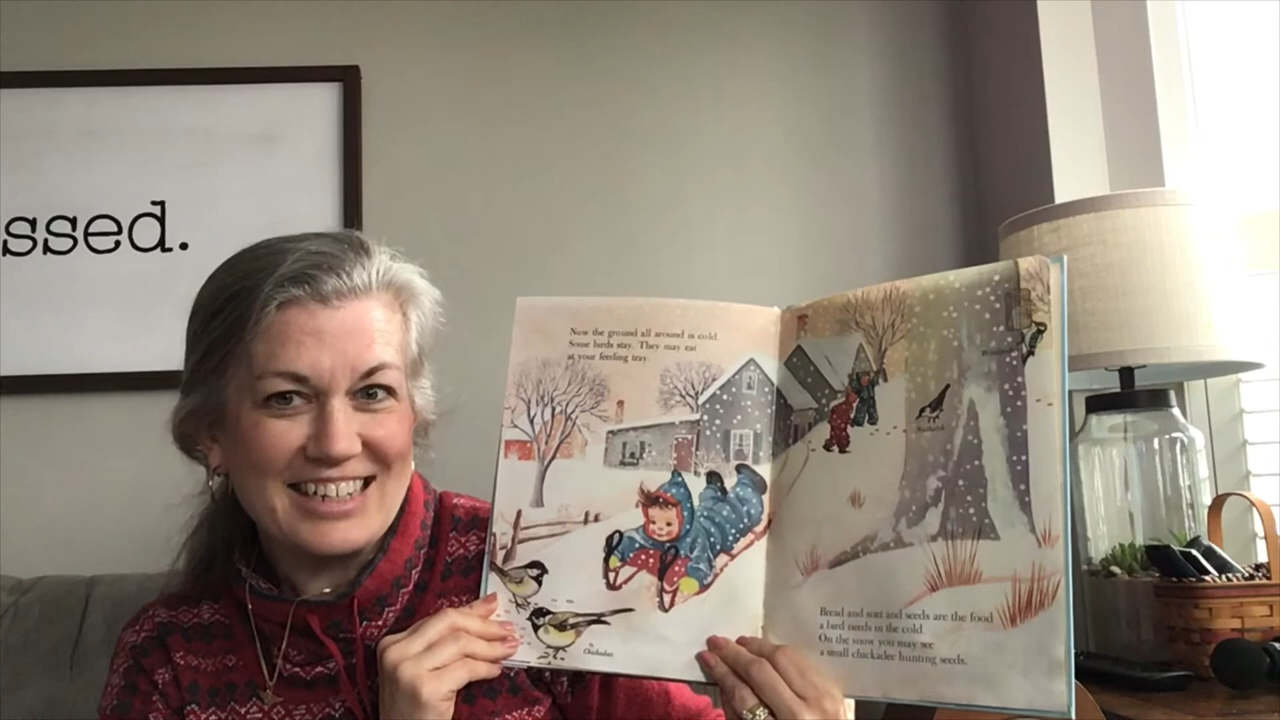 ssed.
Now the ground all around is cold.
Some birds stay. They may eat
at your feeding tray.
Chickadees
Nuthatch
Bread and suet and seeds are the food
a bird needs in the cold.
On the snow you may see
a small chickadee hunting seeds.